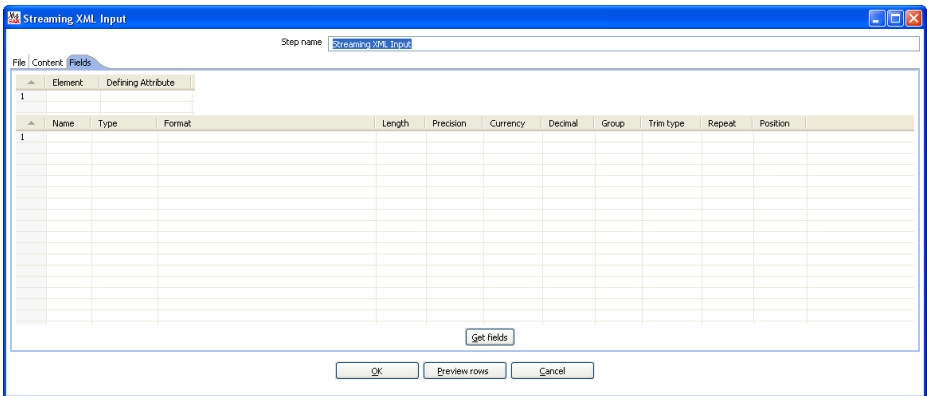 Streaming XML Input
Step name Streaming XML Input
File Content Fields
Element Defining Attribute
1
Name Type Format Length Precision Currency Decimal Group Trim type Repeat Position
1
Get fields
OK Preview rows Cancel